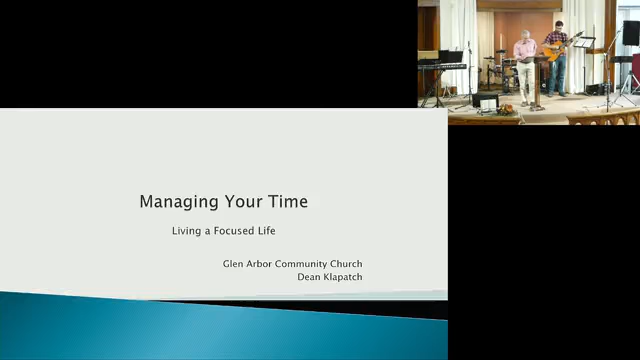 Managing Your Time
Living a Focused Life
Glen Arbor Community Church
Dean Klapatch